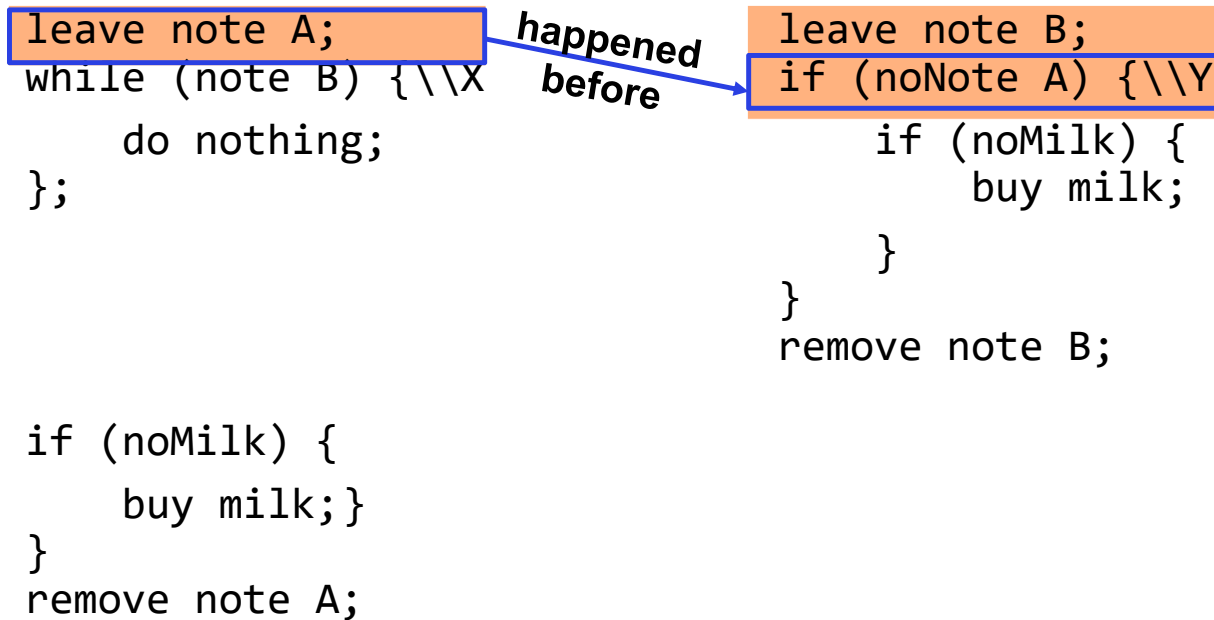 leave note A;
while (note B) {\\X
    do nothing;
};
if (noMilk) {
    buy milk;}
}
remove note A;
happened
before
leave note B;
if (noNote A) {\\Y
    if (noMilk) {
        buy milk;
    }
}
remove note B;